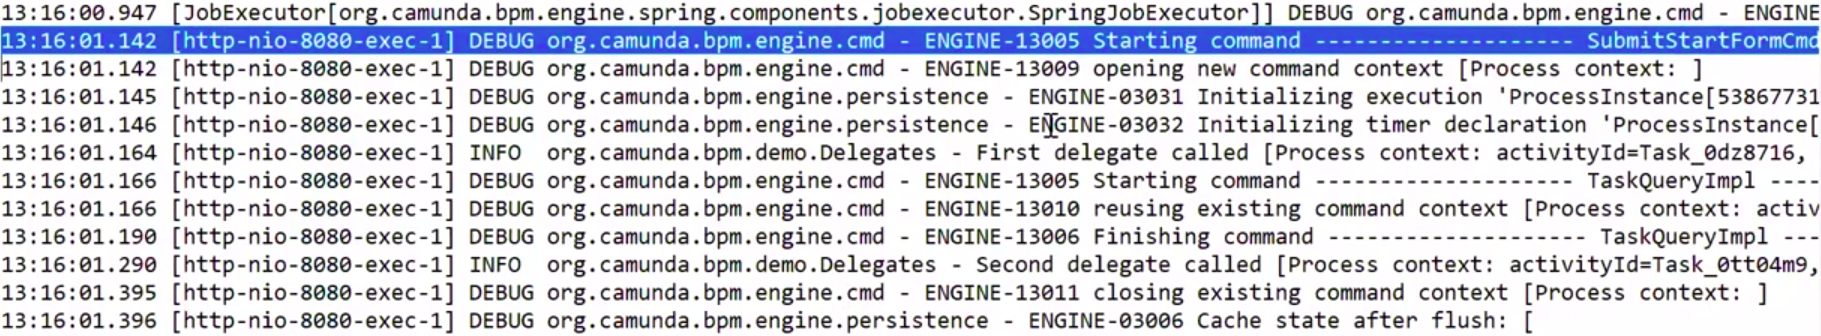 13:16:00.947 [JobExecutor[org.camunda.bpm.engine.spring.components.jobexecutor.SpringJobExecutor]] DEBUG org.camunda.bpm.engine.cmd - ENGINE
13:16:01.142 [http-nio-8080-exec-1] DEBUG org.camunda.bpm.engine.cmd - ENGINE-13005 Starting command -------------------- SubmitStartFormCmd
13:16:01.142 [http-nio-8080-exec-1] DEBUG org.camunda.bpm.engine.cmd - ENGINE-13009 opening new command context [Process context: ]
13:16:01.145 [http-nio-8080-exec-1] DEBUG org.camunda.bpm.engine.persistence - ENGINE-03031 Initializing execution 'ProcessInstance[53867731
13:16:01.146 [http-nio-8080-exec-1] DEBUG org.camunda.bpm.engine.persistence - ENGINE-03032 Initializing timer declaration 'ProcessInstance[
13:16:01.164 [http-nio-8080-exec-1] INFO  org.camunda.bpm.demo.Delegates - First delegate called [Process context: activityId=Task_0dz8716,
13:16:01.166 [http-nio-8080-exec-1] DEBUG org.camunda.bpm.engine.cmd - ENGINE-13005 Starting command -------------------- TaskQueryImpl ----
13:16:01.166 [http-nio-8080-exec-1] DEBUG org.camunda.bpm.engine.cmd - ENGINE-13010 reusing existing command context [Process context: activ
13:16:01.190 [http-nio-8080-exec-1] DEBUG org.camunda.bpm.engine.cmd - ENGINE-13006 Finishing command -------------------- TaskQueryImpl ---
13:16:01.290 [http-nio-8080-exec-1] INFO  org.camunda.bpm.demo.Delegates - Second delegate called [Process context: activityId=Task_0tt04m9,
13:16:01.395 [http-nio-8080-exec-1] DEBUG org.camunda.bpm.engine.cmd - ENGINE-13011 closing existing command context [Process context: ]
13:16:01.396 [http-nio-8080-exec-1] DEBUG org.camunda.bpm.engine.persistence - ENGINE-03006 Cache state after flush: [